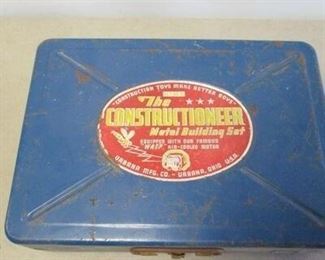 "CONSTRUCTION TOYS MAKE BETTER BOYS"
The
CONSTRUCTIONEER
Metal Building Set
EQUIPPED WITH OUR FAMOUS
"WASP" AIR-COOLED MOTOR
URBANA MFG. CO. - URBANA, OHIO U.S.A.